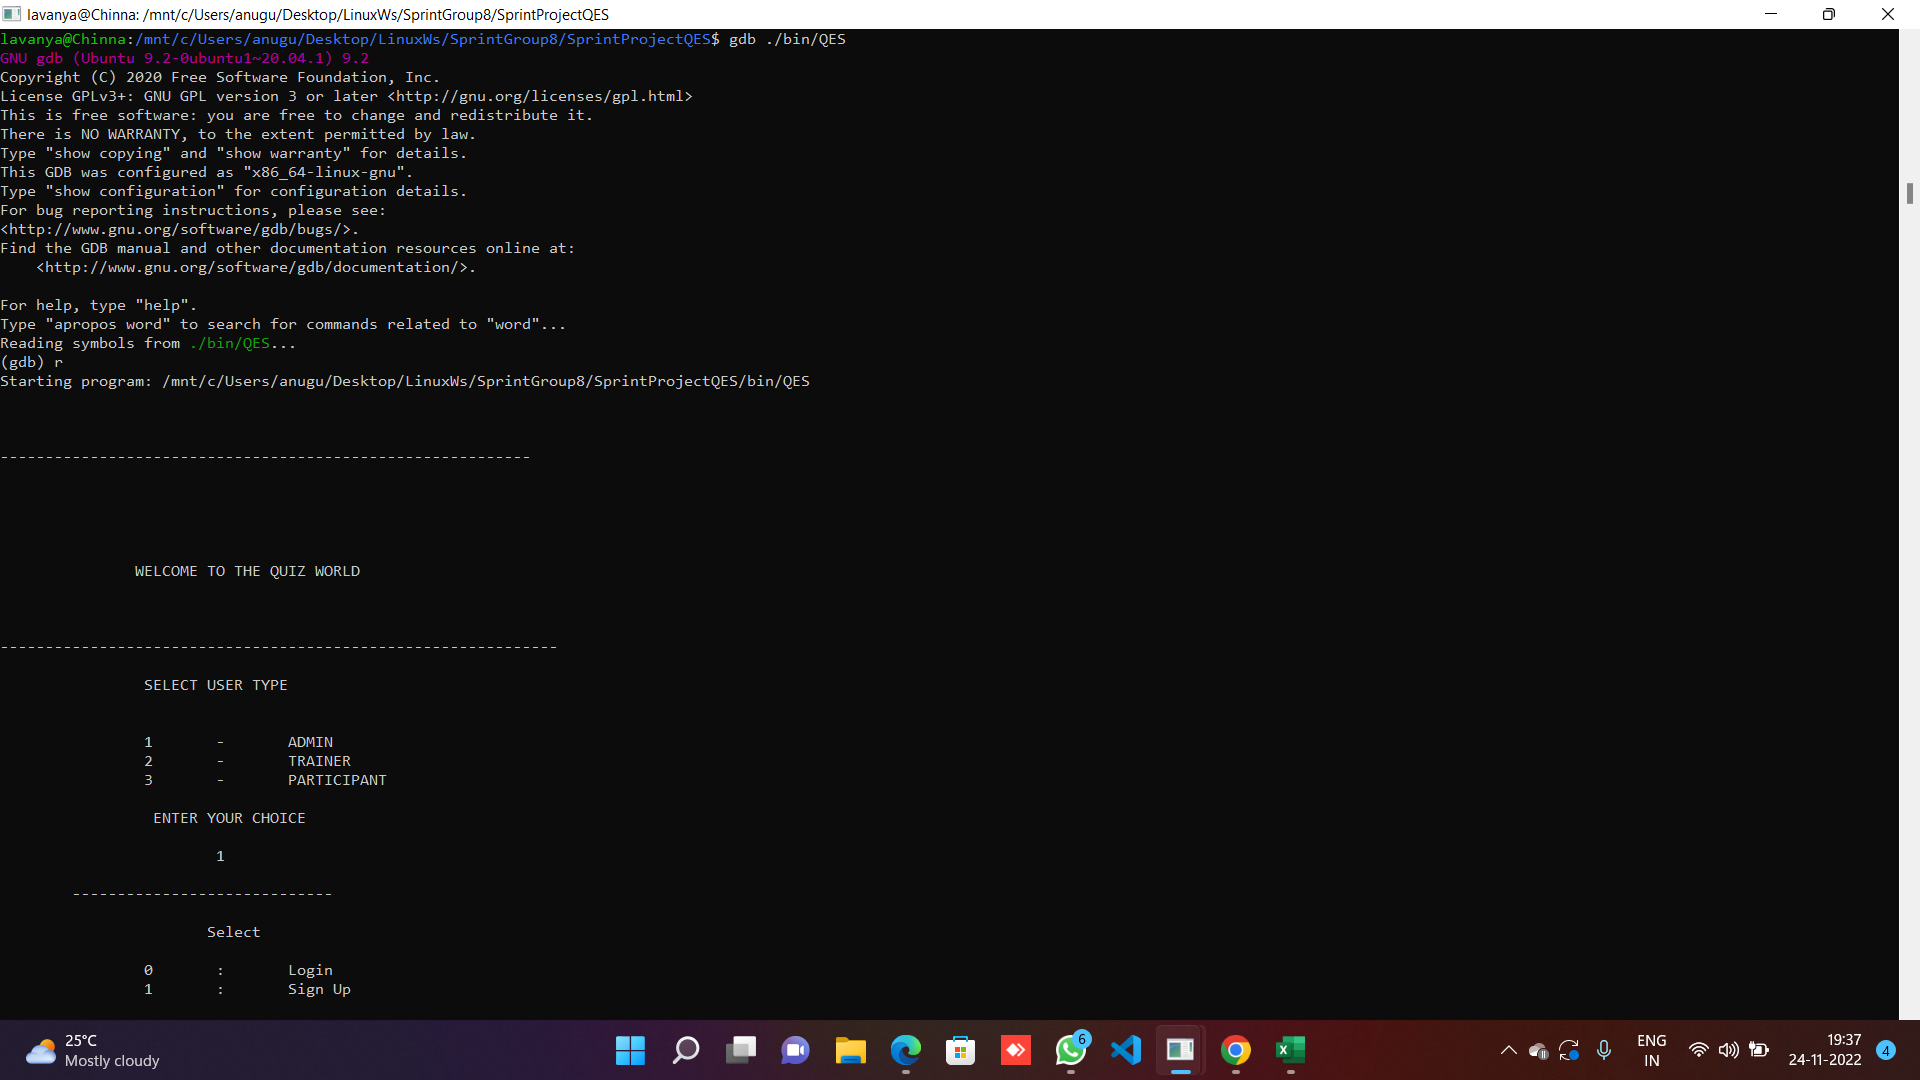 lavanya@Chinna: /mnt/c/Users/anugu/Desktop/LinuxWs/SprintGroup8/SprintProjectQES
lavanya@Chinna:/mnt/c/Users/anugu/Desktop/LinuxWs/SprintGroup8/SprintProjectQES$ gdb ./bin/QES
GNU gdb (Ubuntu 9.2-0ubuntu1~20.04.1) 9.2
Copyright (C) 2020 Free Software Foundation, Inc.
License GPLv3+: GNU GPL version 3 or later <http://gnu.org/licenses/gpl.html>
This is free software: you are free to change and redistribute it.
There is NO WARRANTY, to the extent permitted by law.
Type "show copying" and "show warranty" for details.
This GDB was configured as "x86_64-linux-gnu".
Type "show configuration" for configuration details.
For bug reporting instructions, please see:
<http://www.gnu.org/software/gdb/bugs/>.
Find the GDB manual and other documentation resources online at:
    <http://www.gnu.org/software/gdb/documentation/>.
For help, type "help".
Type "apropos word" to search for commands related to "word"...
Reading symbols from ./bin/QES...
(gdb) r
Starting program: /mnt/c/Users/anugu/Desktop/LinuxWs/SprintGroup8/SprintProjectQES/bin/QES
-----------------------------------------------------------
WELCOME TO THE QUIZ WORLD
--------------------------------------------------------------
SELECT USER TYPE
1 - ADMIN
2 - TRAINER
3 - PARTICIPANT
ENTER YOUR CHOICE
1
-----------------------------
Select
0 : Login
1 : Sign Up
25°C
Mostly cloudy
6
ENG
IN
19:37
24-11-2022
4